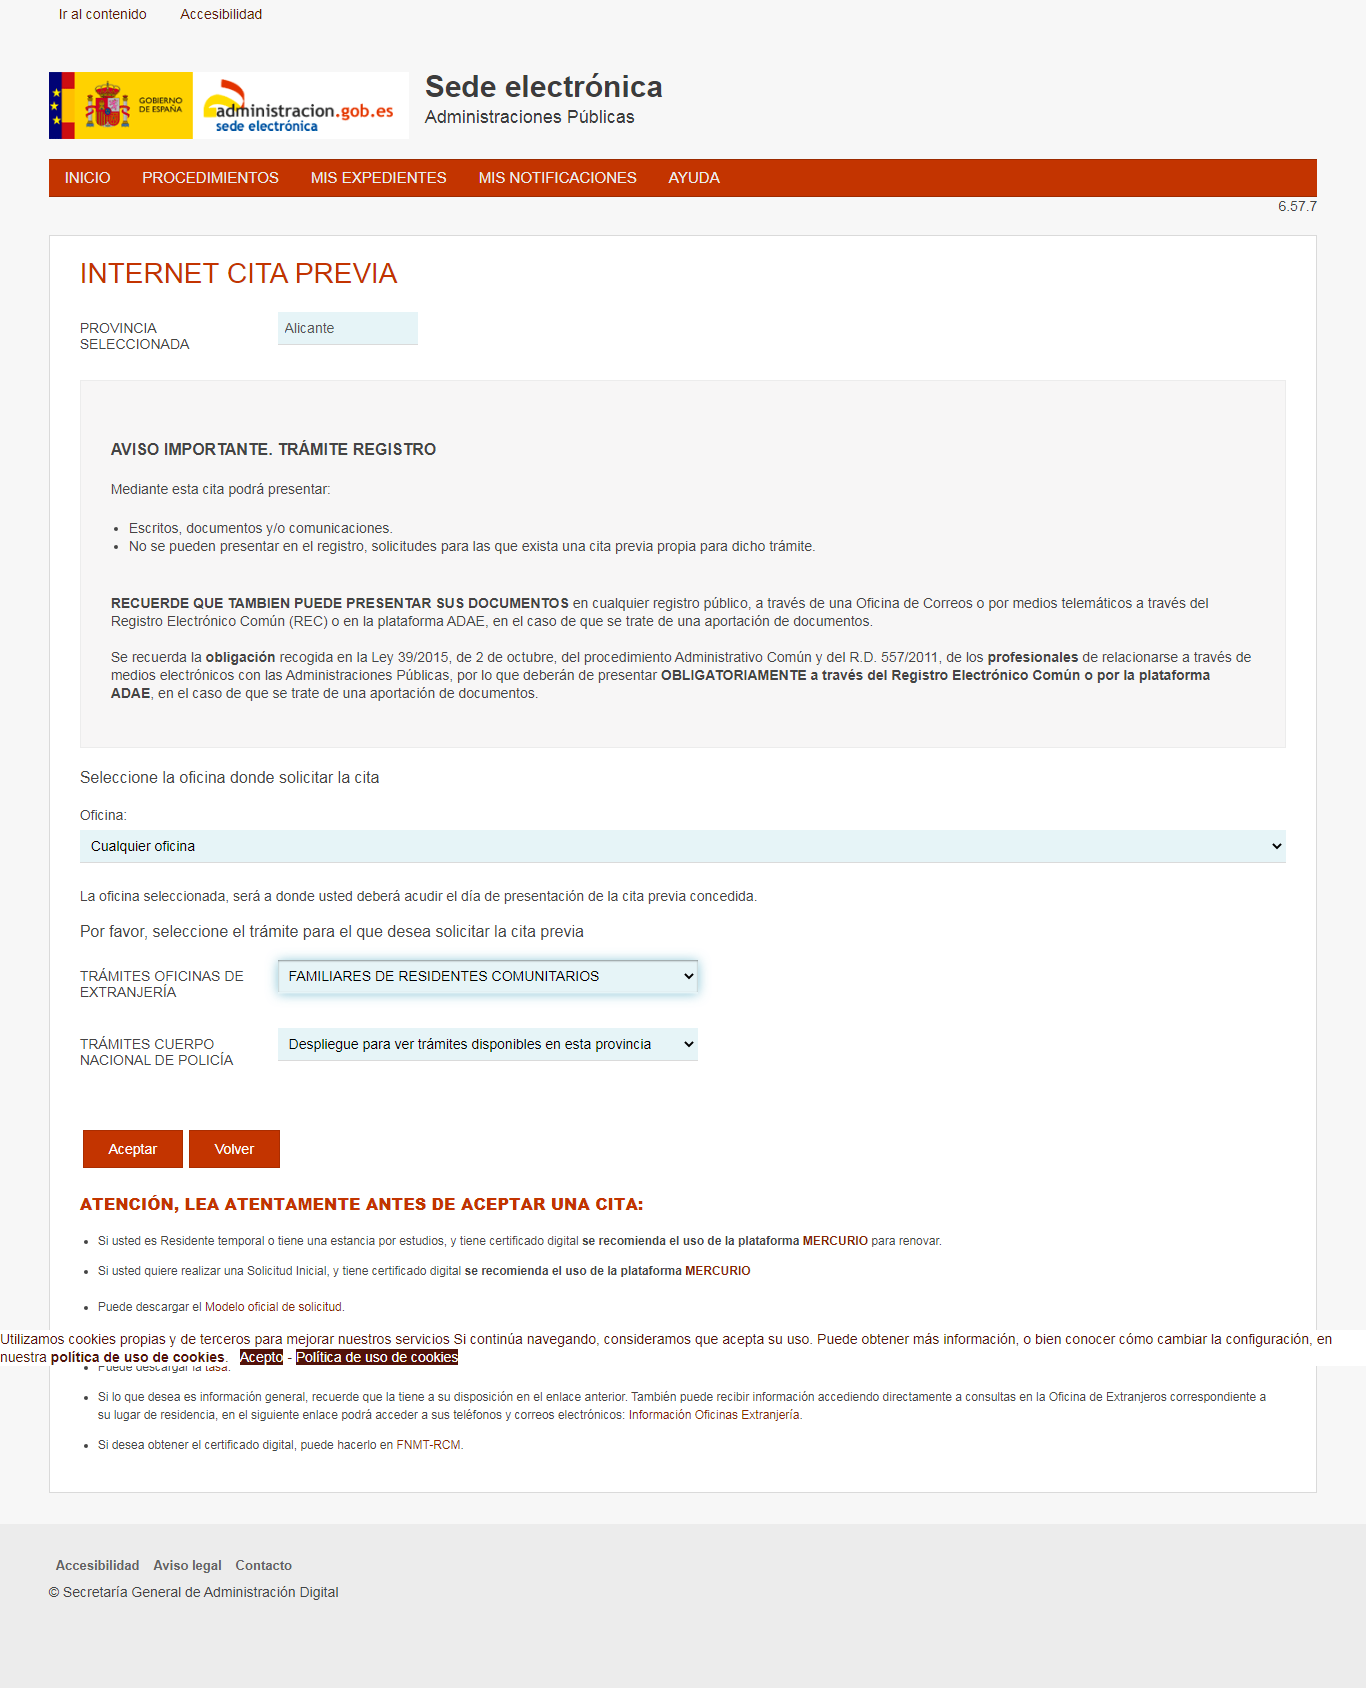 Ir al contenido Accesibilidad
GOBIERNO
DE ESPAÑA
administracion.gob.es
sede electrónica
Sede electrónica
Administraciones Públicas
INICIO PROCEDIMIENTOS MIS EXPEDIENTES MIS NOTIFICACIONES AYUDA
6.57.7
INTERNET CITA PREVIA
PROVINCIA
SELECCIONADA
Alicante
AVISO IMPORTANTE. TRÁMITE REGISTRO
Mediante esta cita podrá presentar:
• Escritos, documentos y/o comunicaciones.
• No se pueden presentar en el registro, solicitudes para las que exista una cita previa propia para dicho trámite.
RECUERDE QUE TAMBIEN PUEDE PRESENTAR SUS DOCUMENTOS en cualquier registro público, a través de una Oficina de Correos o por medios telemáticos a través del
Registro Electrónico Común (REC) o en la plataforma ADAE, en el caso de que se trate de una aportación de documentos.
Se recuerda la obligación recogida en la Ley 39/2015, de 2 de octubre, del procedimiento Administrativo Común y del R.D. 557/2011, de los profesionales de relacionarse a través de
medios electrónicos con las Administraciones Públicas, por lo que deberán de presentar OBLIGATORIAMENTE a través del Registro Electrónico Común o por la plataforma
ADAE, en el caso de que se trate de una aportación de documentos.
Seleccione la oficina donde solicitar la cita
Oficina:
Cualquier oficina
La oficina seleccionada, será a donde usted deberá acudir el día de presentación de la cita previa concedida.
Por favor, seleccione el trámite para el que desea solicitar la cita previa
TRÁMITES OFICINAS DE
EXTRANJERÍA
FAMILIARES DE RESIDENTES COMUNITARIOS
TRÁMITES CUERPO
NACIONAL DE POLICÍA
Despliegue para ver trámites disponibles en esta provincia
Aceptar Volver
ATENCIÓN, LEA ATENTAMENTE ANTES DE ACEPTAR UNA CITA:
• Si usted es Residente temporal o tiene una estancia por estudios, y tiene certificado digital se recomienda el uso de la plataforma MERCURIO para renovar.
• Si usted quiere realizar una Solicitud Inicial, y tiene certificado digital se recomienda el uso de la plataforma MERCURIO
• Puede descargar el Modelo oficial de solicitud.
Utilizamos cookies propias y de terceros para mejorar nuestros servicios Si continúa navegando, consideramos que acepta su uso. Puede obtener más información, o bien conocer cómo cambiar la configuración, en
nuestra política de uso de cookies. Acepto - Política de uso de cookies
• Puede descargar la tasa.
• Si lo que desea es información general, recuerde que la tiene a su disposición en el enlace anterior. También puede recibir información accediendo directamente a consultas en la Oficina de Extranjeros correspondiente a
su lugar de residencia, en el siguiente enlace podrá acceder a sus teléfonos y correos electrónicos: Información Oficinas Extranjería.
• Si desea obtener el certificado digital, puede hacerlo en FNMT-RCM.
Accesibilidad Aviso legal Contacto
© Secretaría General de Administración Digital